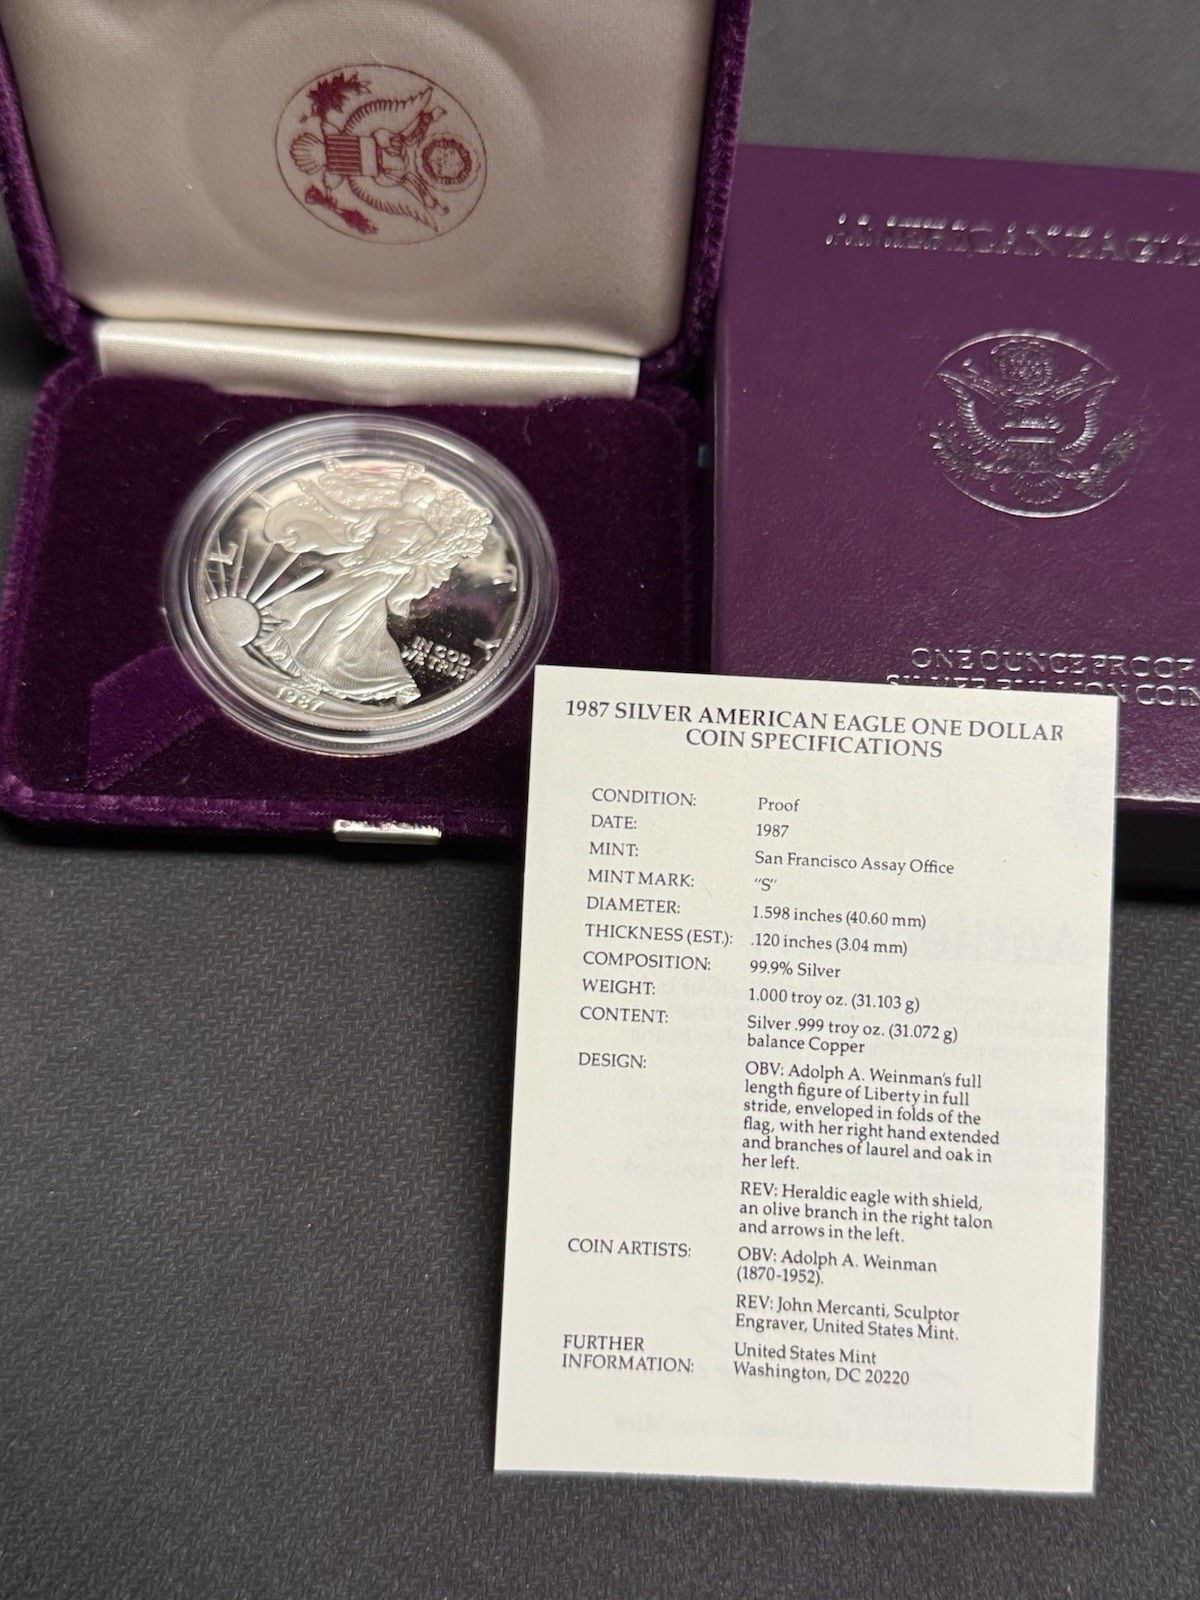 AMERICAN EAGLE
ONE OUNCE PROOF
SILVER BULLION COIN
L I B E R T Y
IN GOD
WE TRUST
1987
1987 SILVER AMERICAN EAGLE ONE DOLLAR
COIN SPECIFICATIONS
CONDITION: Proof
DATE: 1987
MINT: San Francisco Assay Office
MINT MARK: "S"
DIAMETER: 1.598 inches (40.60 mm)
THICKNESS (EST.): .120 inches (3.04 mm)
COMPOSITION: 99.9% Silver
WEIGHT: 1.000 troy oz. (31.103 g)
CONTENT: Silver .999 troy oz. (31.072 g)
balance Copper
DESIGN: OBV: Adolph A. Weinman's full
length figure of Liberty in full
stride, enveloped in folds of the
flag, with her right hand extended
and branches of laurel and oak in
her left.
REV: Heraldic eagle with shield,
an olive branch in the right talon
and arrows in the left.
COIN ARTISTS: OBV: Adolph A. Weinman
(1870-1952).
REV: John Mercanti, Sculptor
Engraver, United States Mint.
FURTHER United States Mint
INFORMATION: Washington, DC 20220